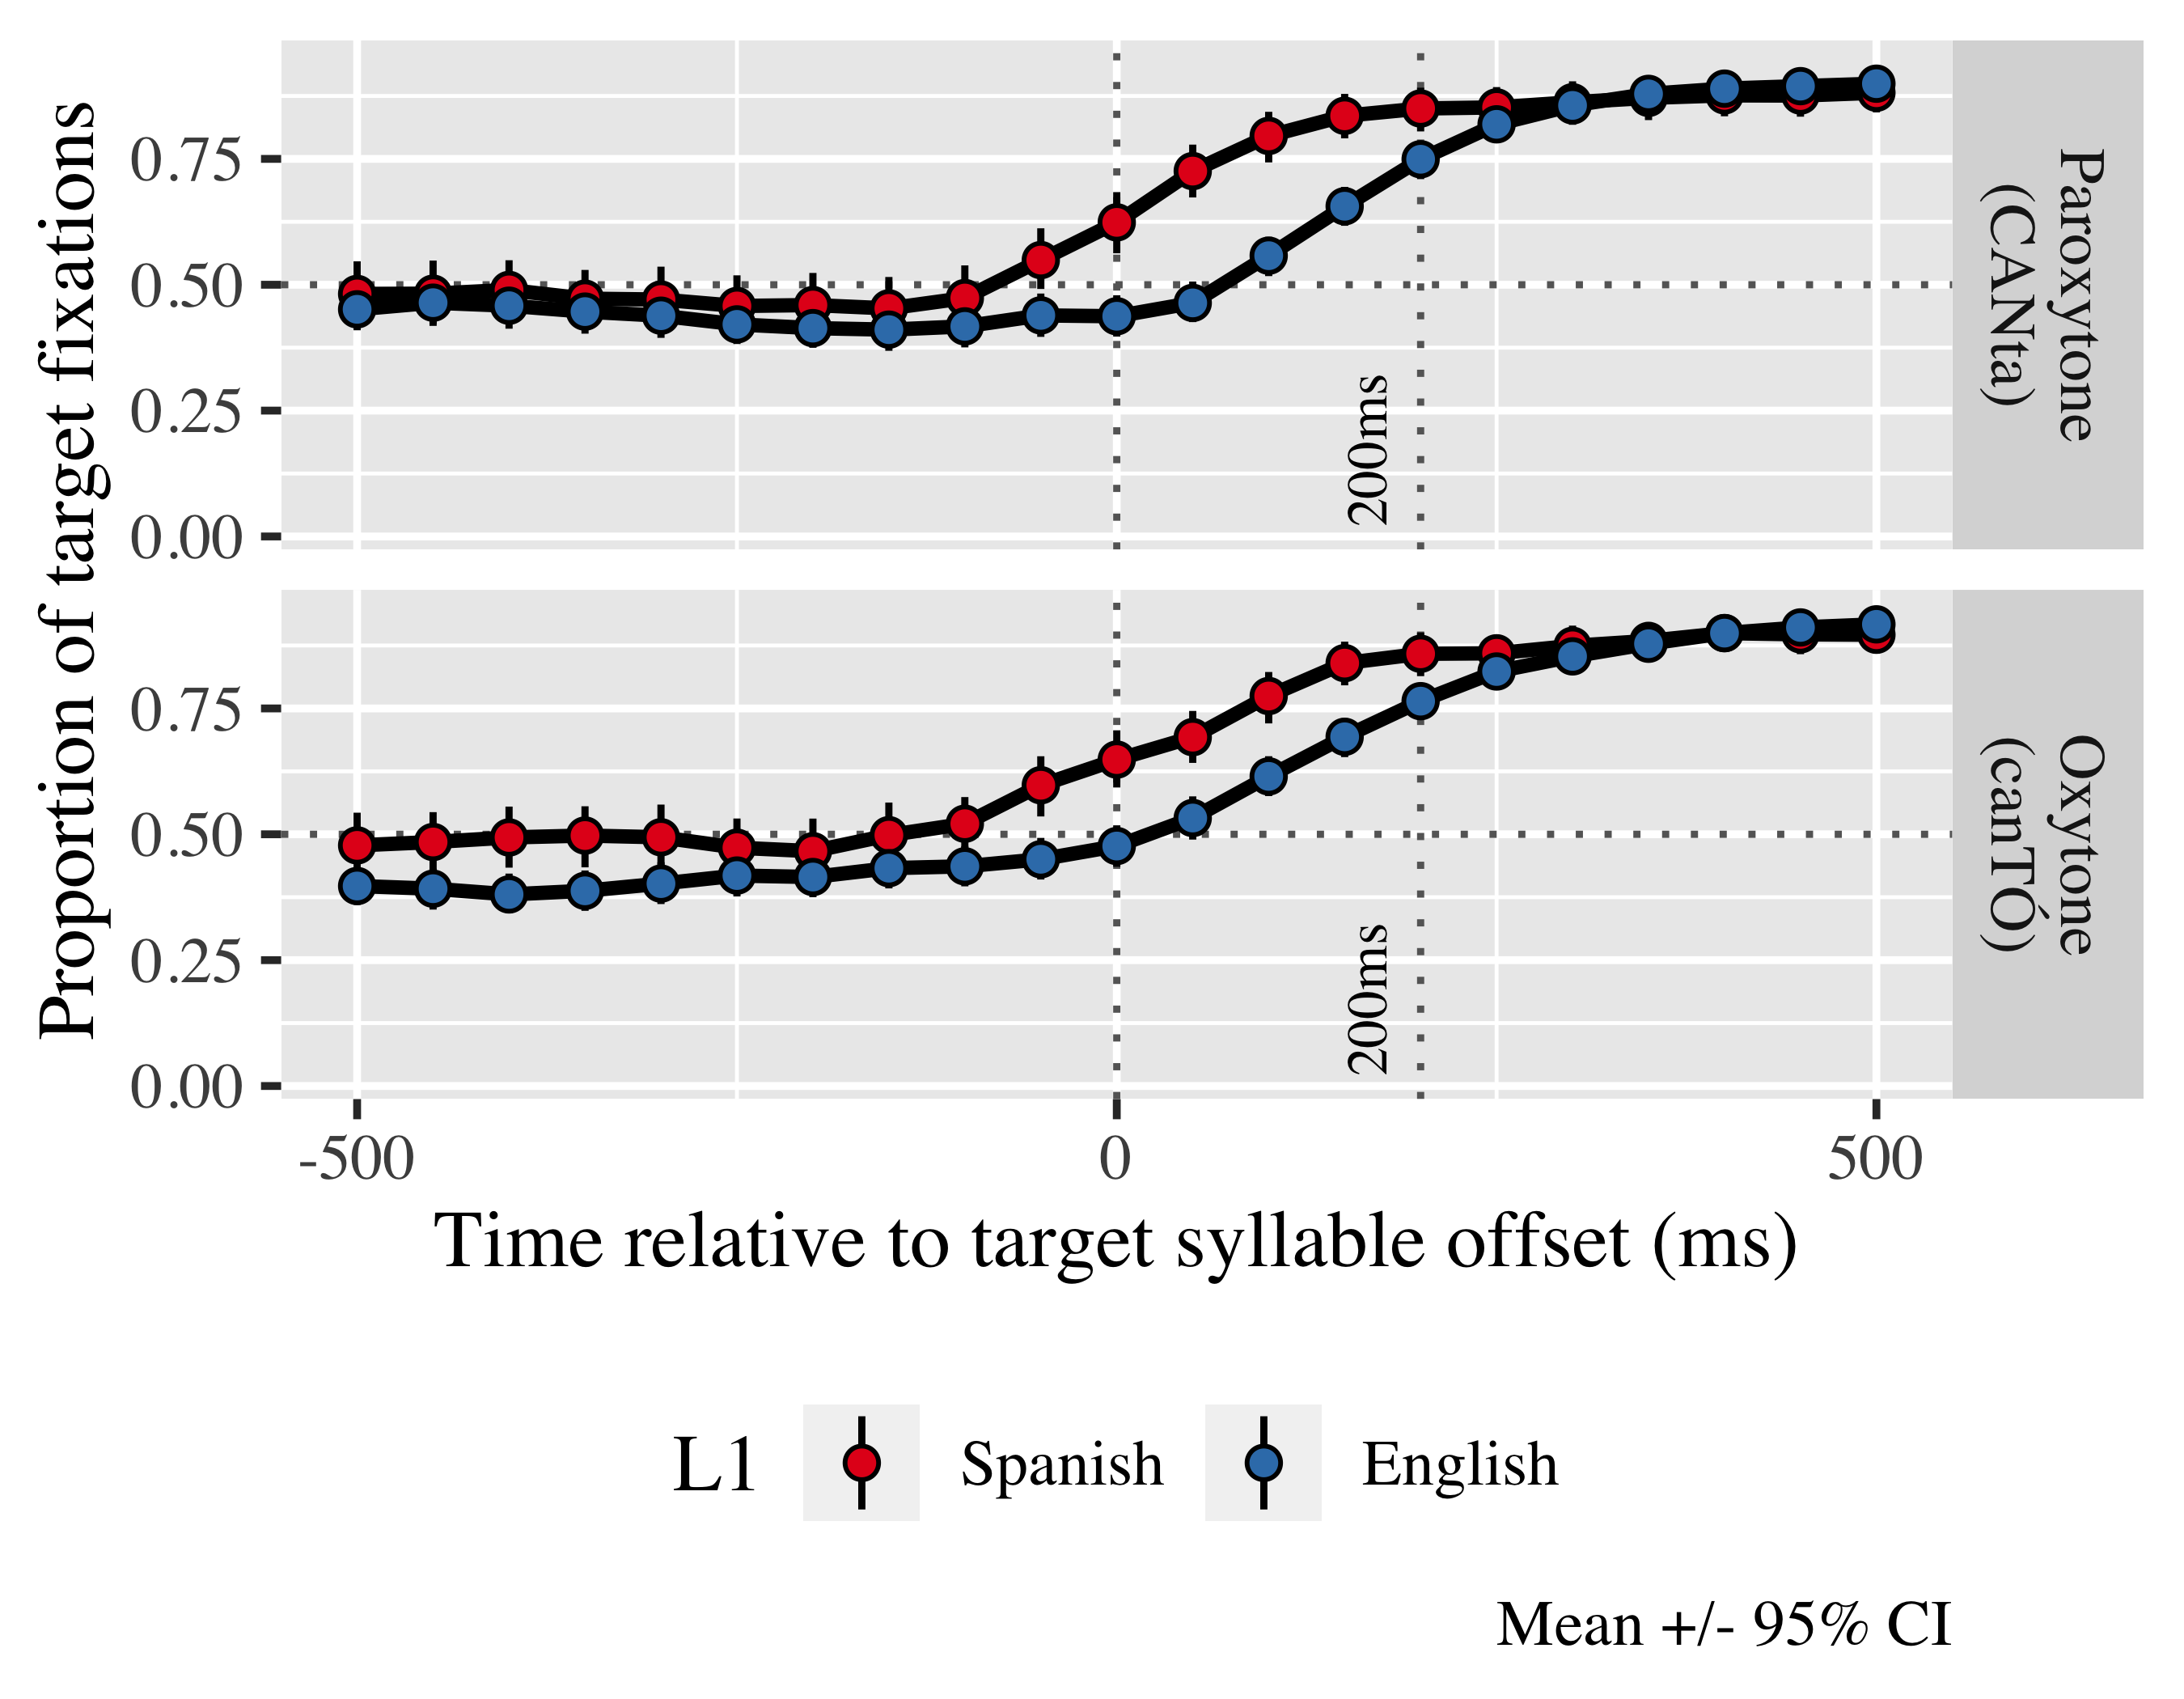 Proportion of target fixations
0.75
0.50
0.25
0.00
200ms
Paroxytone
(CANta)
0.75
0.50
0.25
0.00
200ms
Oxytone
(canTÓ)
-500 0 500
Time relative to target syllable offset (ms)
L1 Spanish English
Mean +/- 95% CI